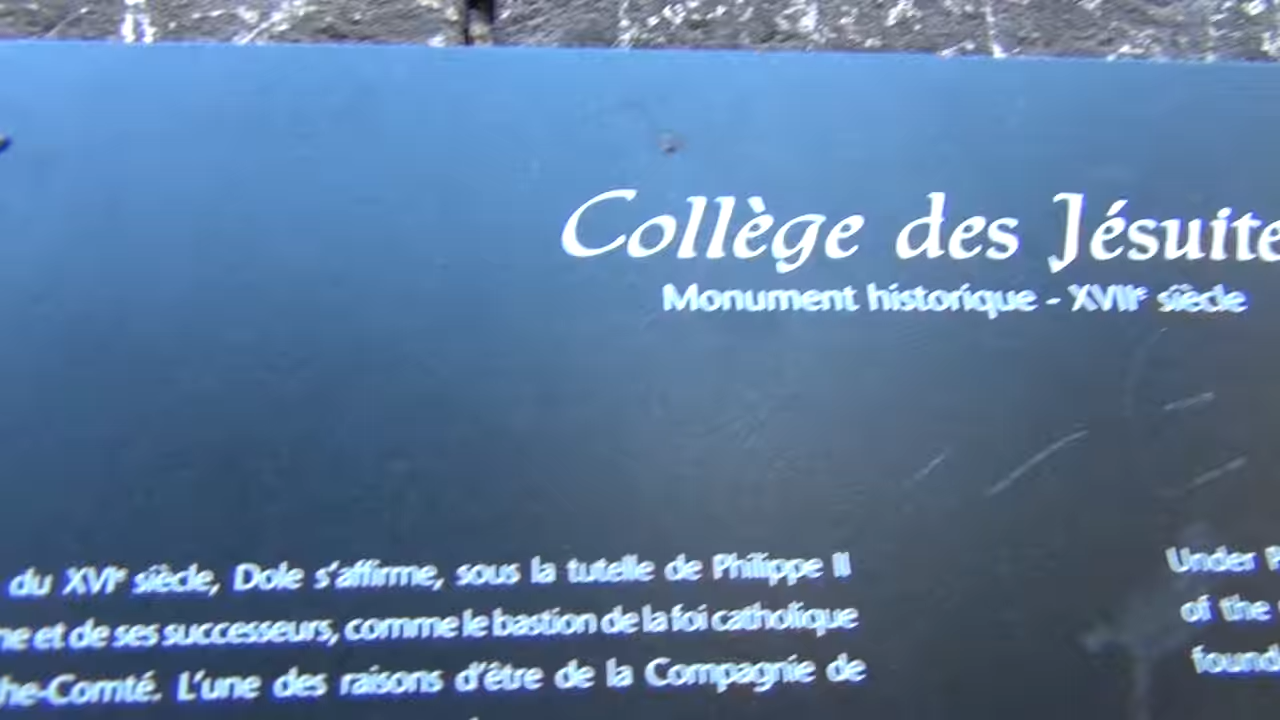 Collège des Jésuite
Monument historique - XVIIᵉ siècle
du XVIᵉ siècle, Dole s'affirme, sous la tutelle de Philippe II
et de ses successeurs, comme le bastion de la foi catholique
he-Comté. L'une des raisons d'être de la Compagnie de
Under
of the
found